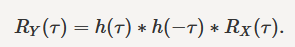 R_Y(τ) = h(τ) ∗ h(−τ) ∗ R_X(τ).